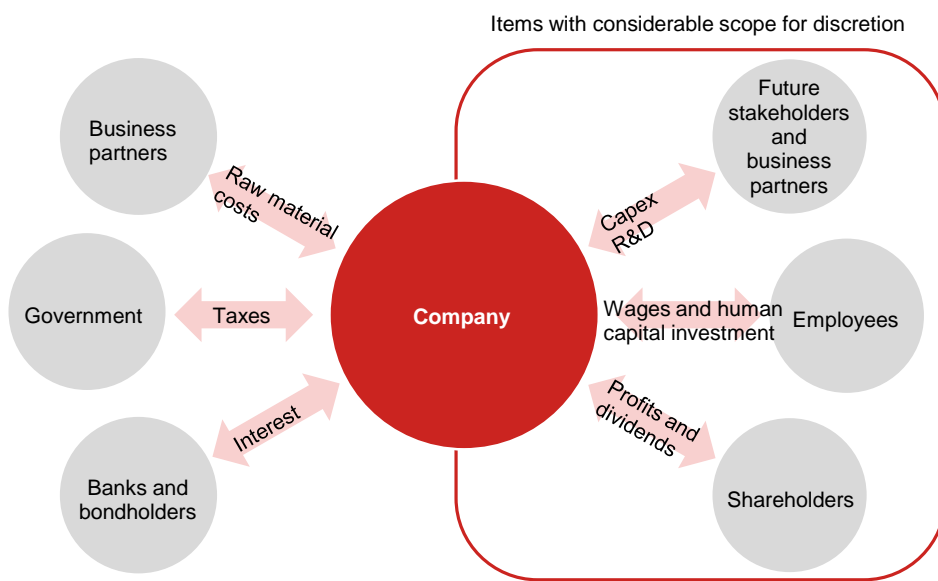 Items with considerable scope for discretion
Business
partners
Raw material
costs
Government
Taxes
Banks and
bondholders
Interest
Company
Future
stakeholders
and
business
partners
Capex
R&D
Wages and human
capital investment
Employees
Profits and
dividends
Shareholders